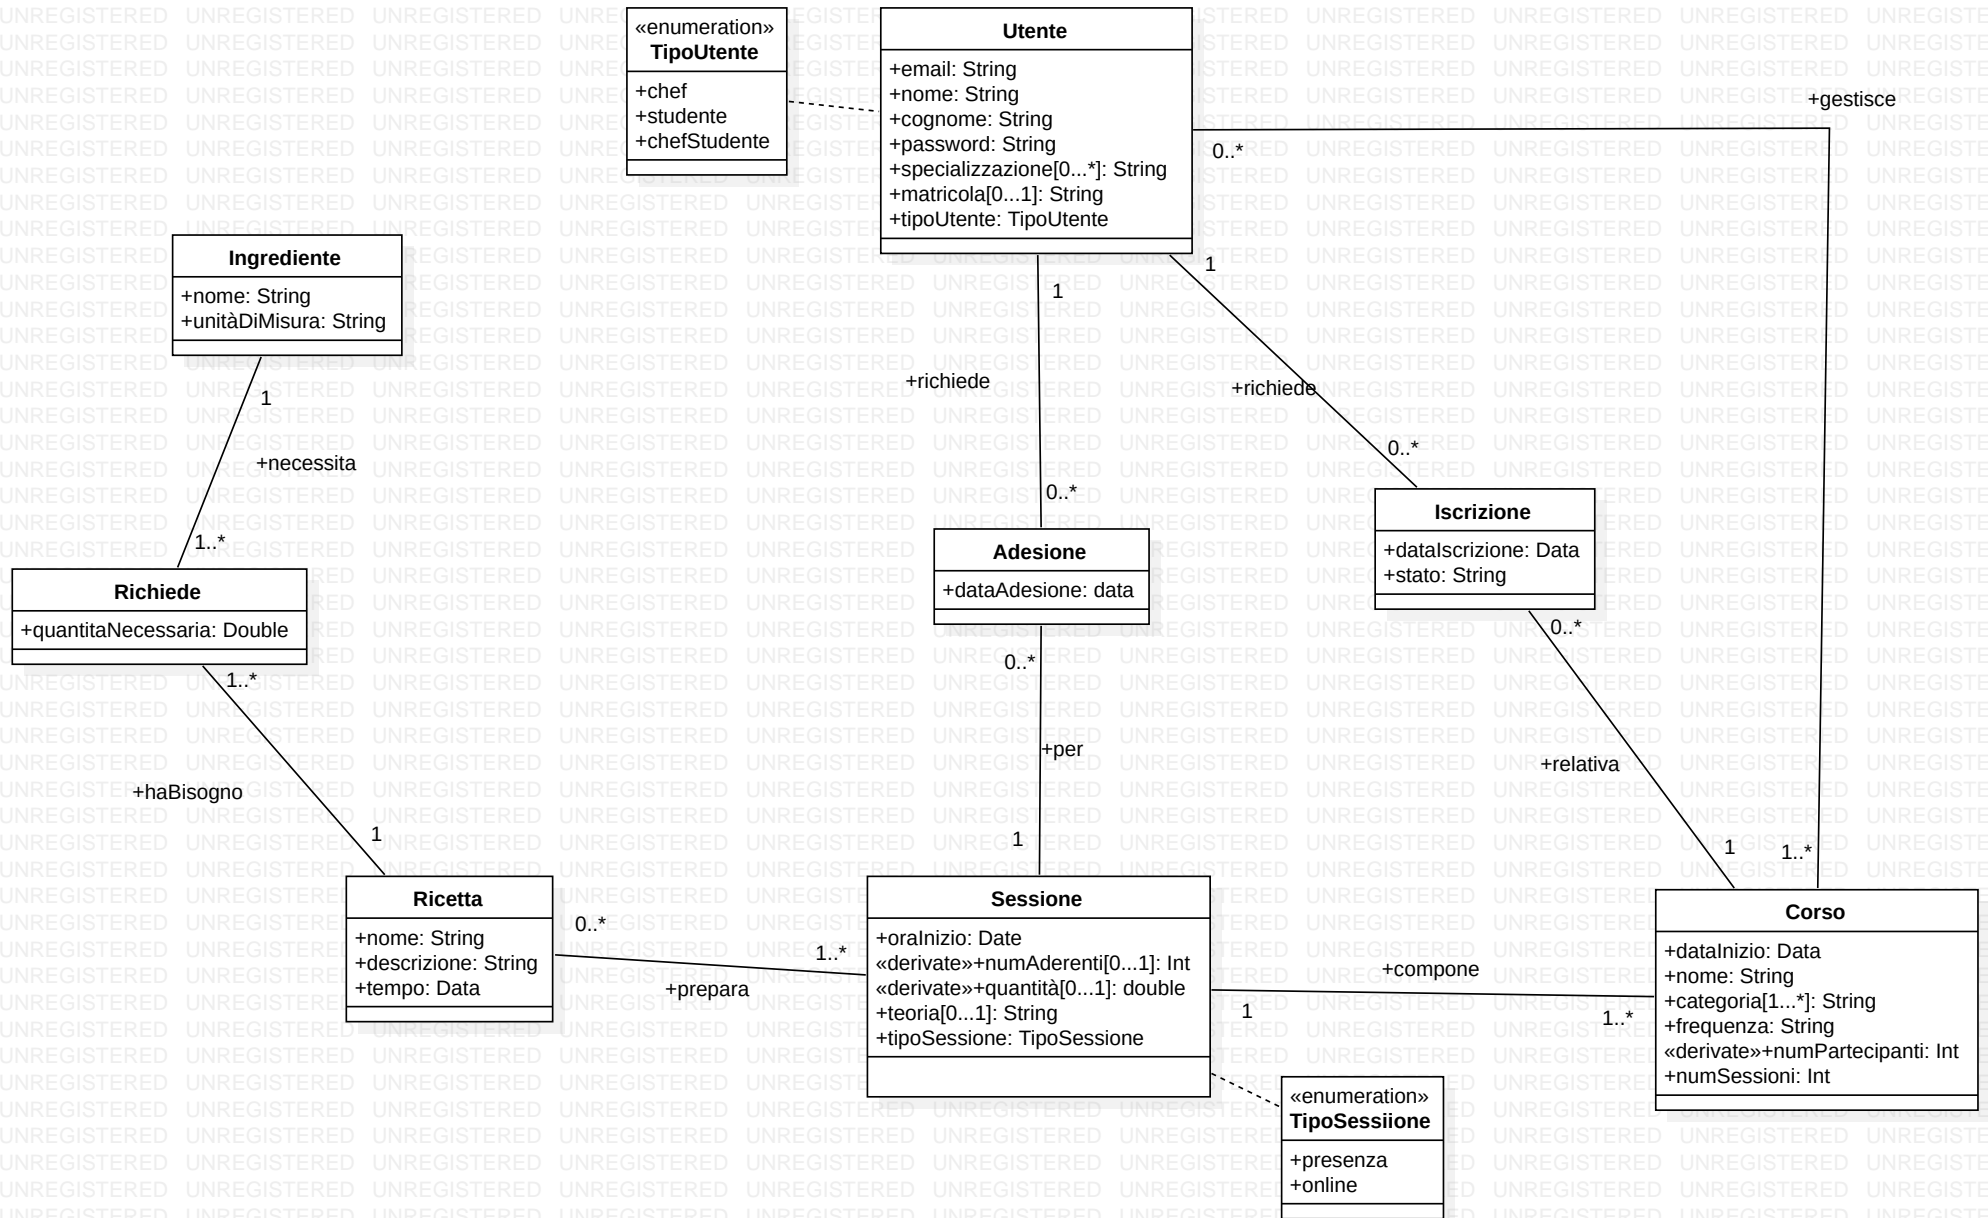 «enumeration»
TipoUtente
+chef
+studente
+chefStudente
Utente
+email: String
+nome: String
+cognome: String
+password: String
+specializzazione[0...*]: String
+matricola[0...1]: String
+tipoUtente: TipoUtente
+gestisce
0..*
1..*
Ingrediente
+nome: String
+unitàDiMisura: String
1
+necessita
1..*
1
+richiede
0..*
1
+richiede
0..*
Richiede
+quantitaNecessaria: Double
1..*
+haBisogno
1
Adesione
+dataAdesione: data
0..*
+per
1
Iscrizione
+dataIscrizione: Data
+stato: String
0..*
+relativa
1
Ricetta
+nome: String
+descrizione: String
+tempo: Data
0..*
+prepara
1..*
Sessione
+oraInizio: Date
«derivate»+numAderenti[0...1]: Int
«derivate»+quantità[0...1]: double
+teoria[0...1]: String
+tipoSessione: TipoSessione
1
+compone
1..*
Corso
+dataInizio: Data
+nome: String
+categoria[1...*]: String
+frequenza: String
«derivate»+numPartecipanti: Int
+numSessioni: Int
«enumeration»
TipoSessiione
+presenza
+online
UNREGISTERED